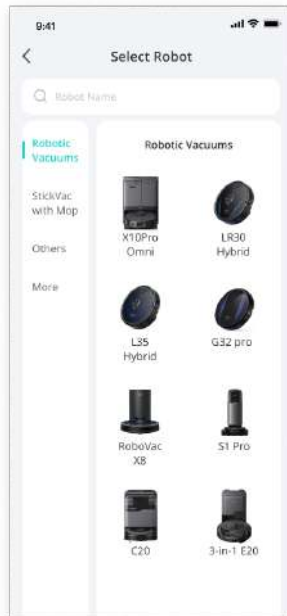 9:41
Select Robot
Robot Name
Robotic
Vacuums
StickVac
with Mop
Others
More
Robotic Vacuums
X10Pro
Omni
LR30
Hybrid
L35
Hybrid
G32 pro
RoboVac
X8
S1 Pro
C20
3-in-1 E20